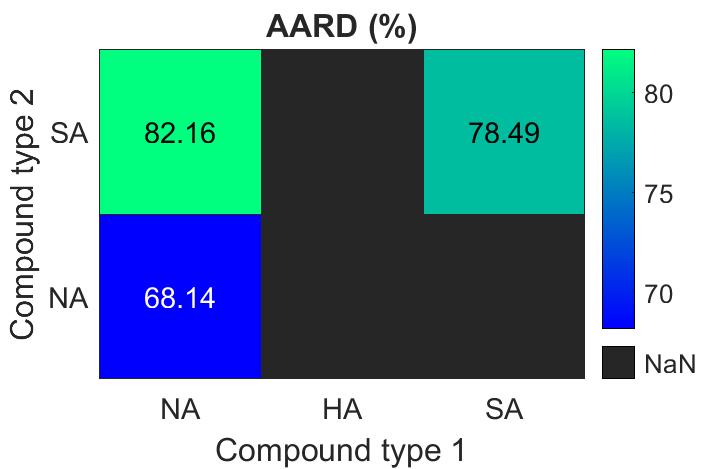 AARD (%)
Compound type 2
SA
82.16
78.49
NA
68.14
NA
HA
SA
Compound type 1
80
75
70
NaN